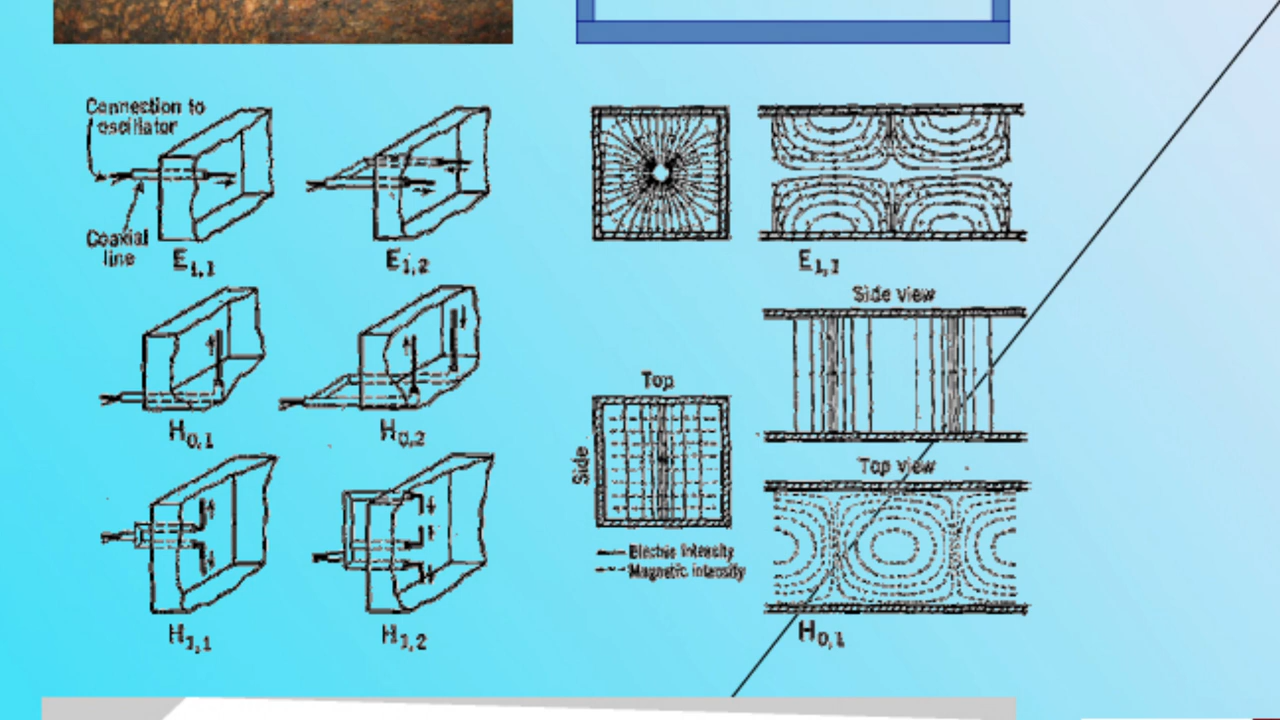 Connection to
oscillator
Coaxial
line
E1,1
E1,2
H0,1
H0,2
H1,1
H1,2
E1,1
Side view
Top
Side
Top view
Electric intensity
Magnetic intensity
H0,1